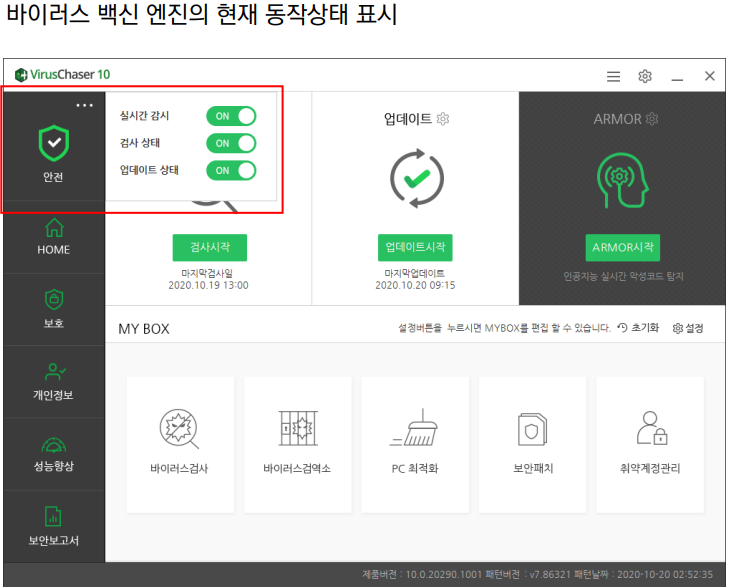 바이러스 백신 엔진의 현재 동작상태 표시
VirusChaser 10
안전
실시간 감시 ON
검사 상태 ON
업데이트 상태 ON
검사시작
마지막검사일
2020.10.19 13:00
업데이트
업데이트시작
마지막업데이트
2020.10.20 09:15
ARMOR
ARMOR시작
인공지능 실시간 악성코드 탐지
HOME
보호
개인정보
성능향상
보안보고서
MY BOX
설정버튼을 누르시면 MYBOX를 편집 할 수 있습니다. 초기화 설정
바이러스검사
바이러스검역소
PC 최적화
보안패치
취약계정관리
제품버전 : 10.0.20290.1001 패턴버전 : v7.86321 패턴날짜 : 2020-10-20 02:52:35